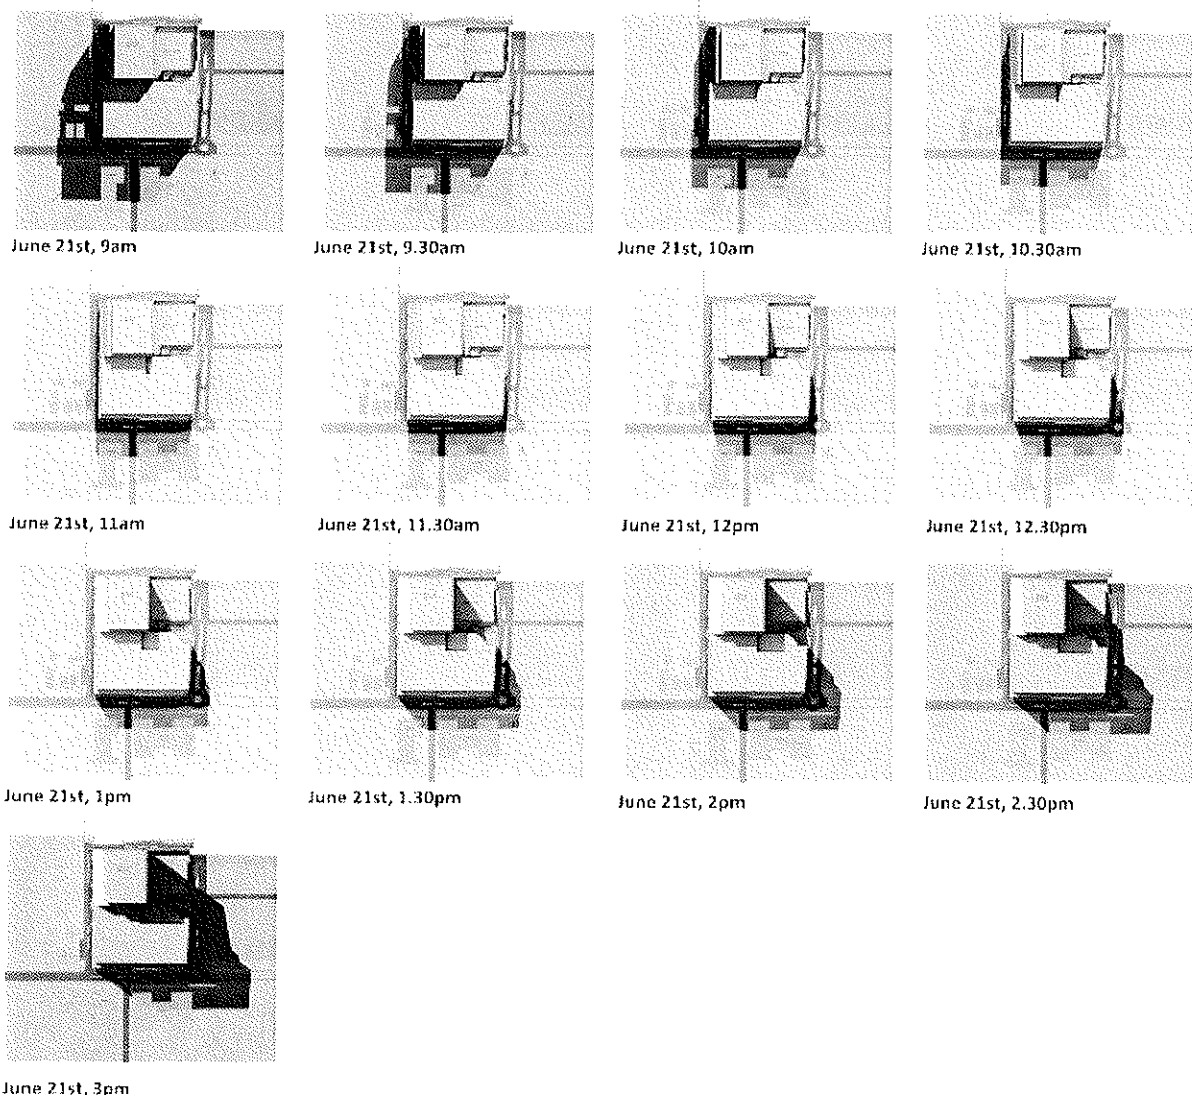 June 21st, 9am
June 21st, 9.30am
June 21st, 10am
June 21st, 10.30am
June 21st, 11am
June 21st, 11.30am
June 21st, 12pm
June 21st, 12.30pm
June 21st, 1pm
June 21st, 1.30pm
June 21st, 2pm
June 21st, 2.30pm
June 21st, 3pm